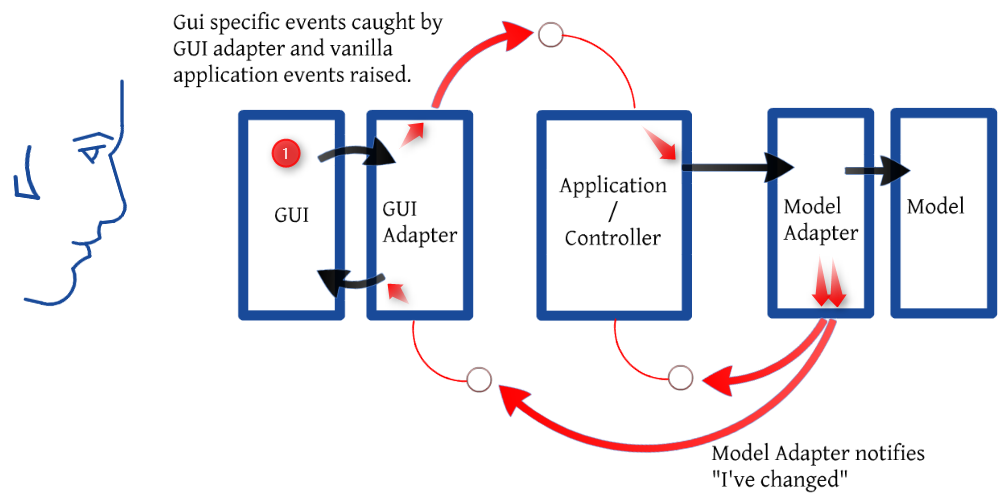 Gui specific events caught by
GUI adapter and vanilla
application events raised.
1
GUI
GUI
Adapter
Application
/
Controller
Model
Adapter
Model
Model Adapter notifies
"I've changed"